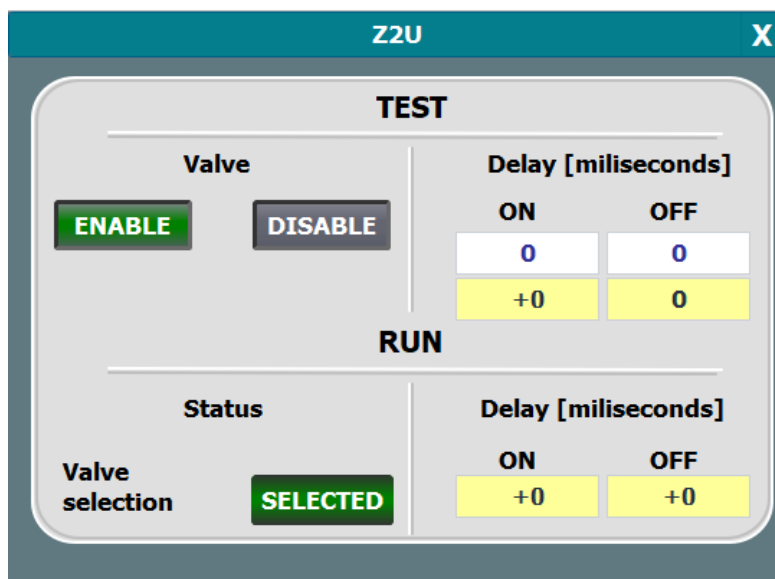 Z2U X
TEST
Valve Delay [miliseconds]
ON OFF
ENABLE DISABLE
0 0
+0 0
RUN
Status Delay [miliseconds]
ON OFF
Valve
selection SELECTED
+0 +0